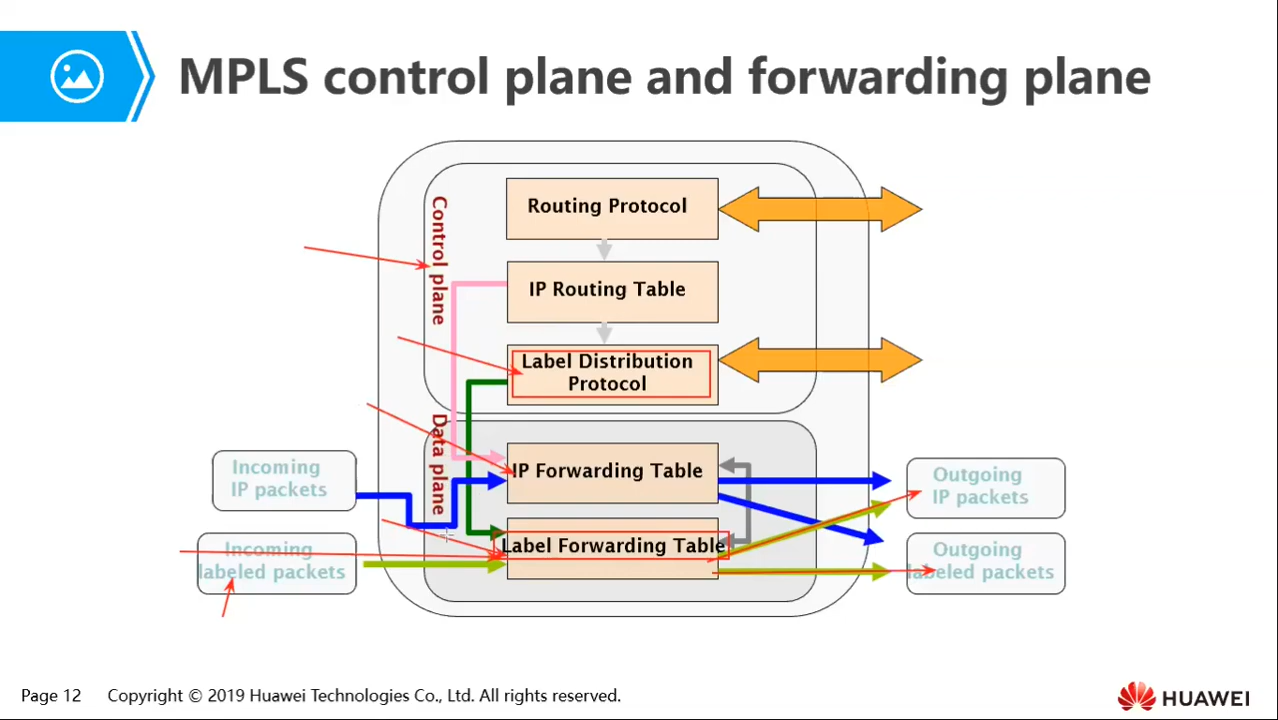 MPLS control plane and forwarding plane
Control plane
Routing Protocol
IP Routing Table
Label Distribution
Protocol
Data plane
IP Forwarding Table
Label Forwarding Table
Incoming
IP packets
Incoming
labeled packets
Outgoing
IP packets
Outgoing
labeled packets
Page 12 Copyright © 2019 Huawei Technologies Co., Ltd. All rights reserved.
HUAWEI